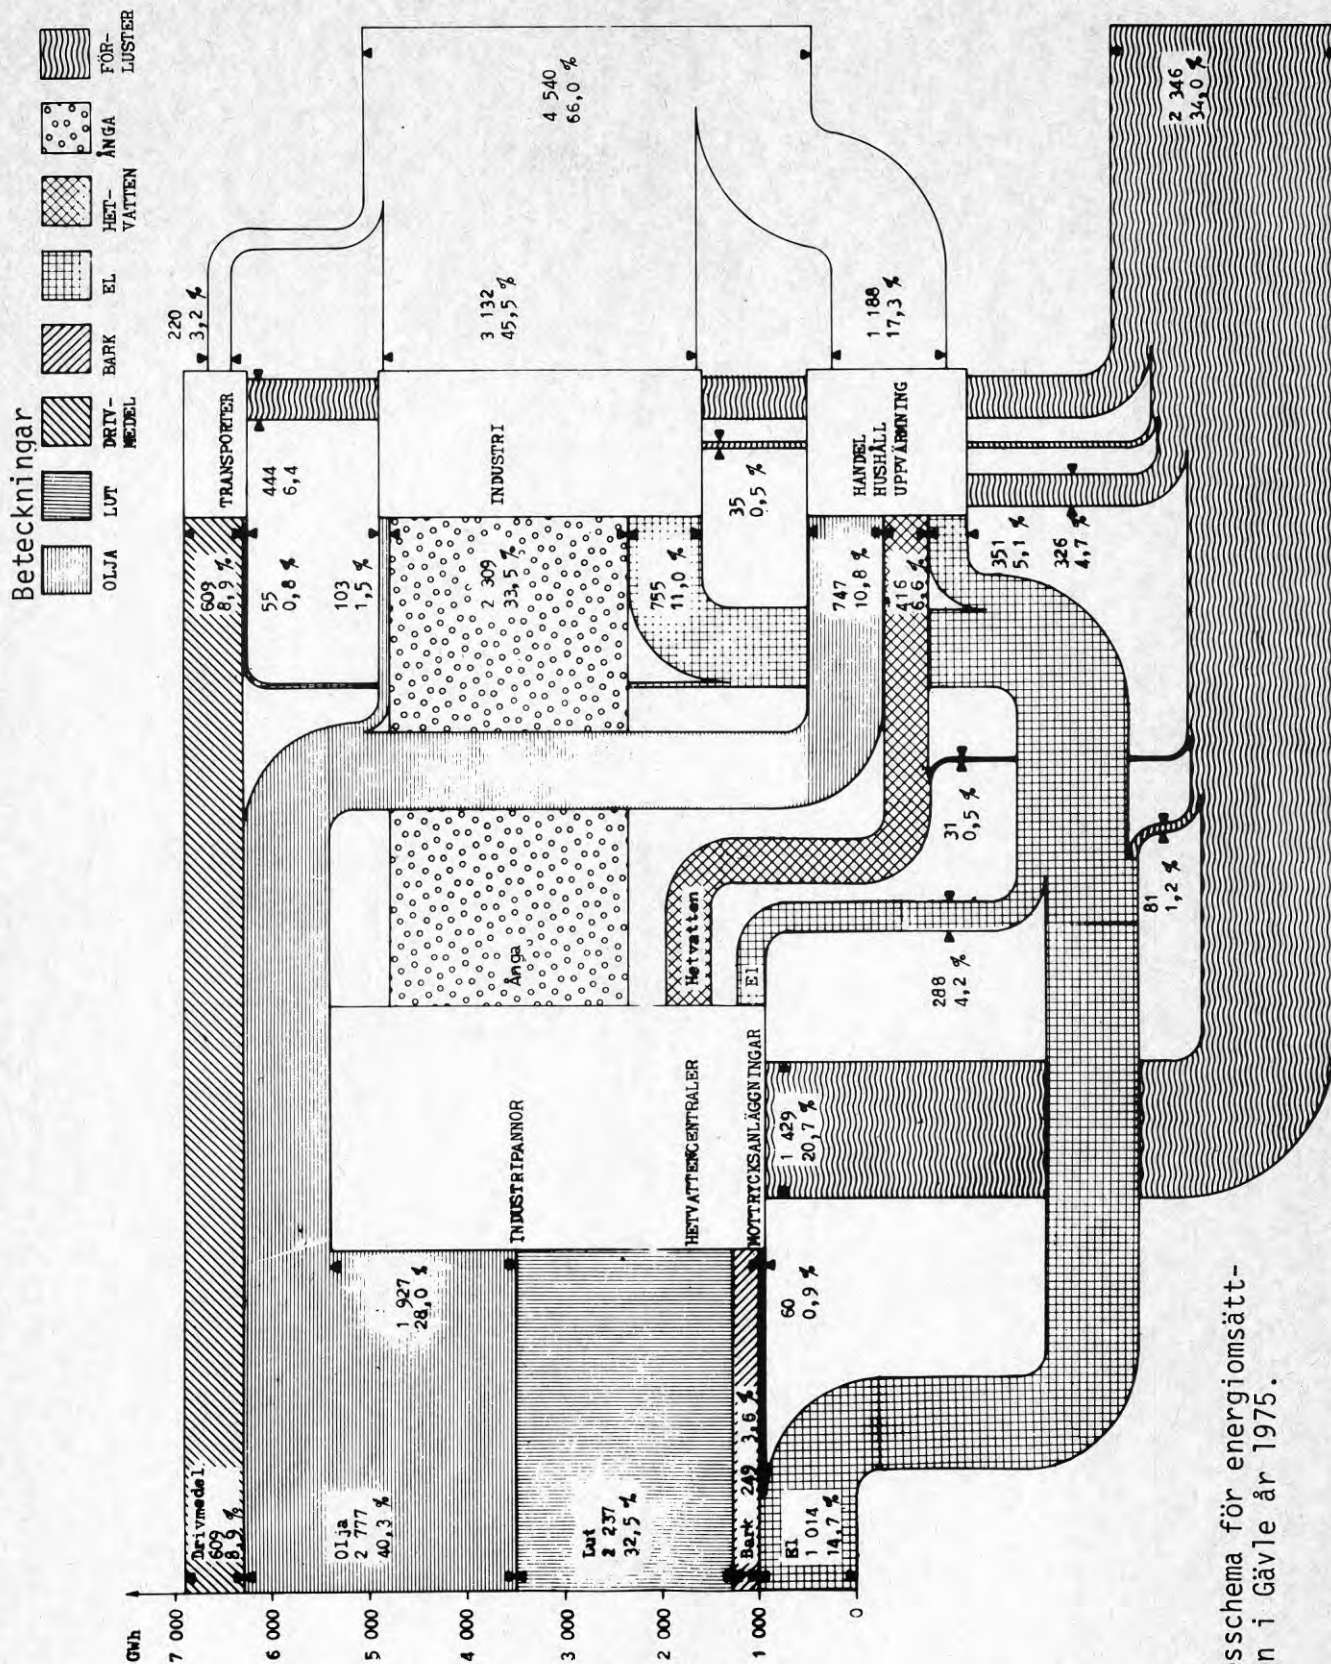 Beteckningar
OLJA
LUT
DRIV-
MEDEL
BARK
EL
HET-
VATTEN
ÅNGA
FÖR-
LUSTER
GWh
7 000
6 000
5 000
4 000
3 000
2 000
1 000
0
Drivmedel
609
8,9 %
Olja
2 777
40,3 %
Lut
2 237
32,5 %
Bark 249 3,6 %
El
1 014
14,7 %
1 927
28,0 %
60
0,9 %
INDUSTRIPANNOR
HETVATTENCENTRALER
MOTTRYCKSANLÄGGNINGAR
1 429
20,7 %
Ånga
Hetvatten
El
288
4,2 %
31
0,5 %
81
1,2 %
609
8,9 %
55
0,8 %
103
1,5 %
2 309
33,5 %
755
11,0 %
747
10,8 %
416
6,6 %
351
5,1 %
326
4,7 %
TRANSPORTER
444
6,4
INDUSTRI
35
0,5 %
HANDEL
HUSHÅLL
UPPVÄRMNING
220
3,2 %
3 132
45,5 %
1 188
17,3 %
4 540
66,0 %
2 346
34,0 %
sschema för energiomsätt-
n i Gävle år 1975.